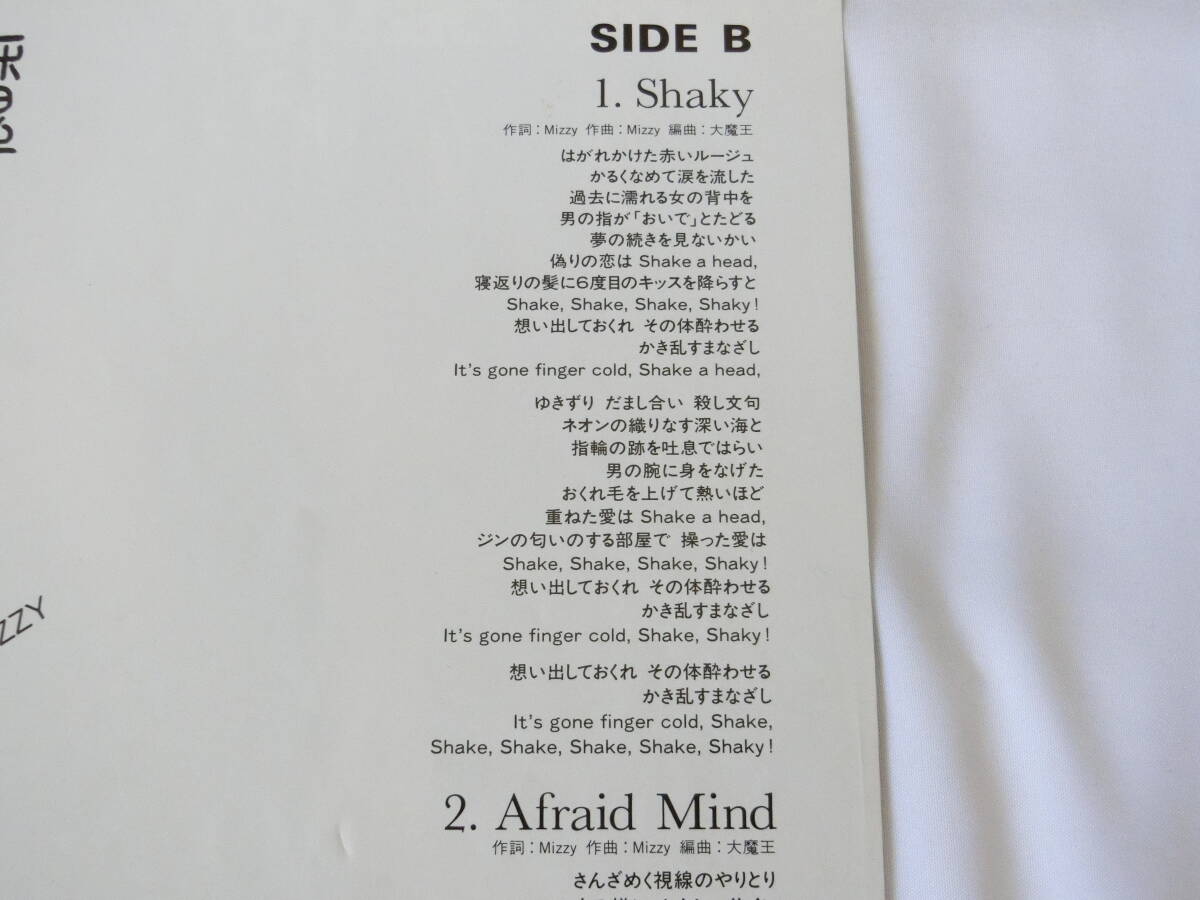 SIDE B
1. Shaky
作詞：Mizzy 作曲：Mizzy 編曲：大魔王
はがれかけた赤いルージュ
かるくなめて涙を流した
過去に濡れる女の背中を
男の指が「おいで」とたどる
夢の続きを見ないかい
偽りの恋は Shake a head,
寝返りの髪に6度目のキッスを降らすと
Shake, Shake, Shake, Shaky!
想い出しておくれ その体酔わせる
かき乱すまなざし
It's gone finger cold, Shake a head,
ゆきずり だまし合い 殺し文句
ネオンの織りなす深い海と
指輪の跡を吐息ではらい
男の腕に身をなげた
おくれ毛を上げて熱いほど
重ねた愛は Shake a head,
ジンの匂いのする部屋で 操った愛は
Shake, Shake, Shake, Shaky!
想い出しておくれ その体酔わせる
かき乱すまなざし
It's gone finger cold, Shake, Shaky!
想い出しておくれ その体酔わせる
かき乱すまなざし
It's gone finger cold, Shake,
Shake, Shake, Shake, Shake, Shaky!
2. Afraid Mind
作詞：Mizzy 作曲：Mizzy 編曲：大魔王
さんざめく視線のやりとり
ZZY